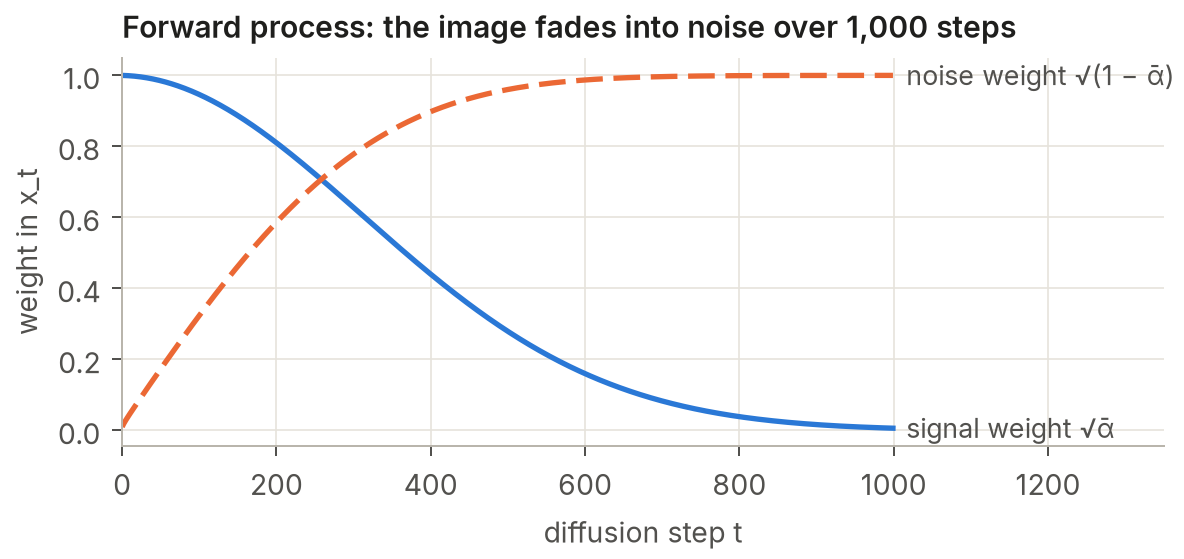 Forward process: the image fades into noise over 1,000 steps
1.0
0.8
0.6
0.4
0.2
0.0
weight in x_t
noise weight √(1 − ᾱ)
signal weight √ᾱ
0 200 400 600 800 1000 1200
diffusion step t